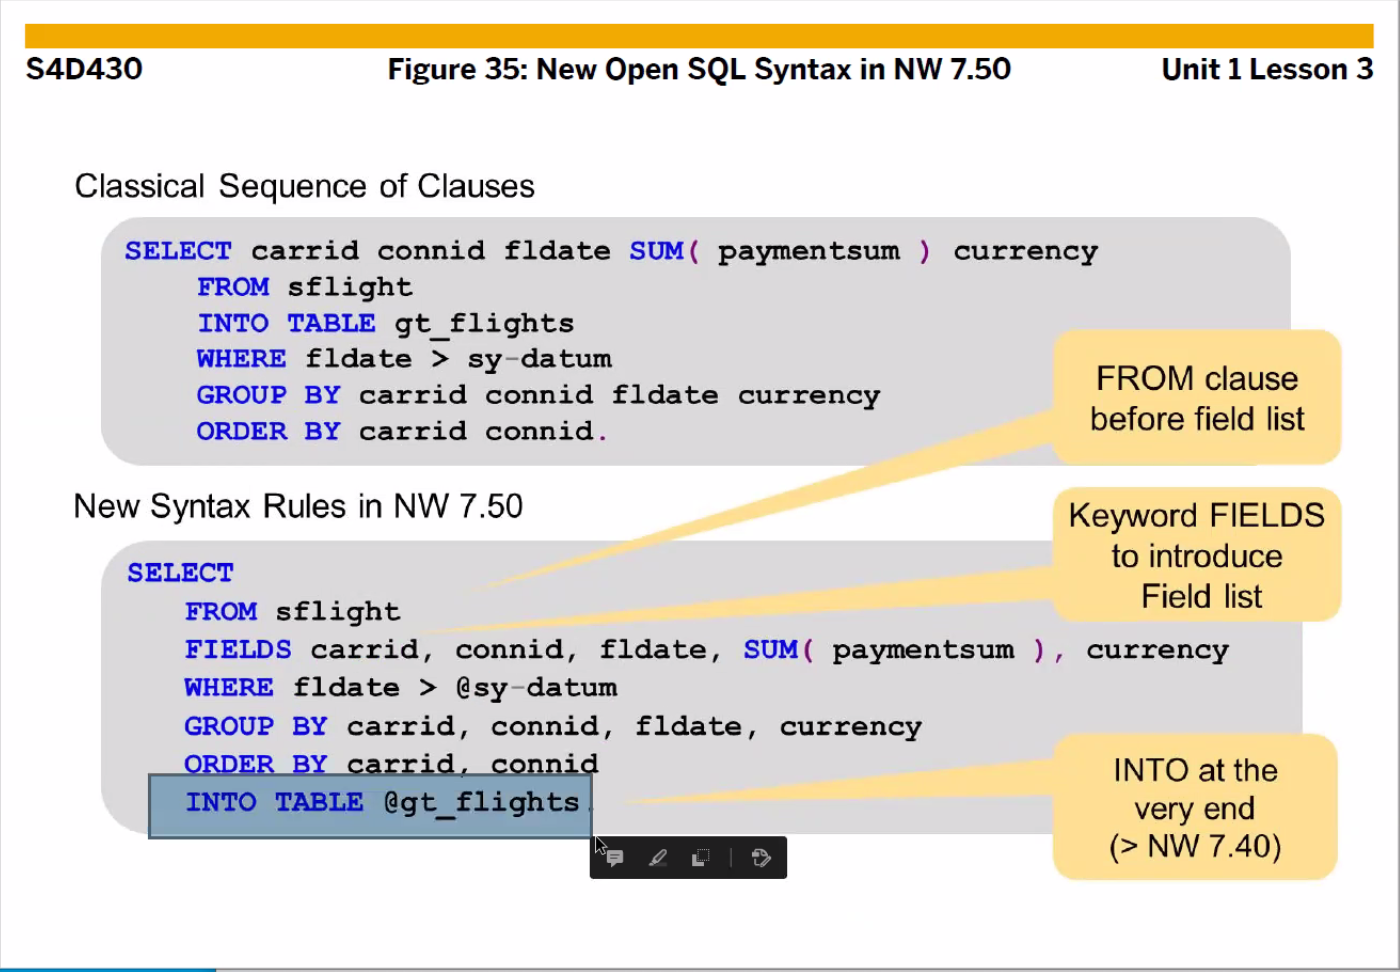 S4D430 Figure 35: New Open SQL Syntax in NW 7.50 Unit 1 Lesson 3
Classical Sequence of Clauses
SELECT carrid connid fldate SUM( paymentsum ) currency
FROM sflight
INTO TABLE gt_flights
WHERE fldate > sy-datum
GROUP BY carrid connid fldate currency
ORDER BY carrid connid.
FROM clause
before field list
New Syntax Rules in NW 7.50
Keyword FIELDS
to introduce
Field list
SELECT
FROM sflight
FIELDS carrid, connid, fldate, SUM( paymentsum ), currency
WHERE fldate > @sy-datum
GROUP BY carrid, connid, fldate, currency
ORDER BY carrid, connid
INTO TABLE @gt_flights.
INTO at the
very end
(> NW 7.40)